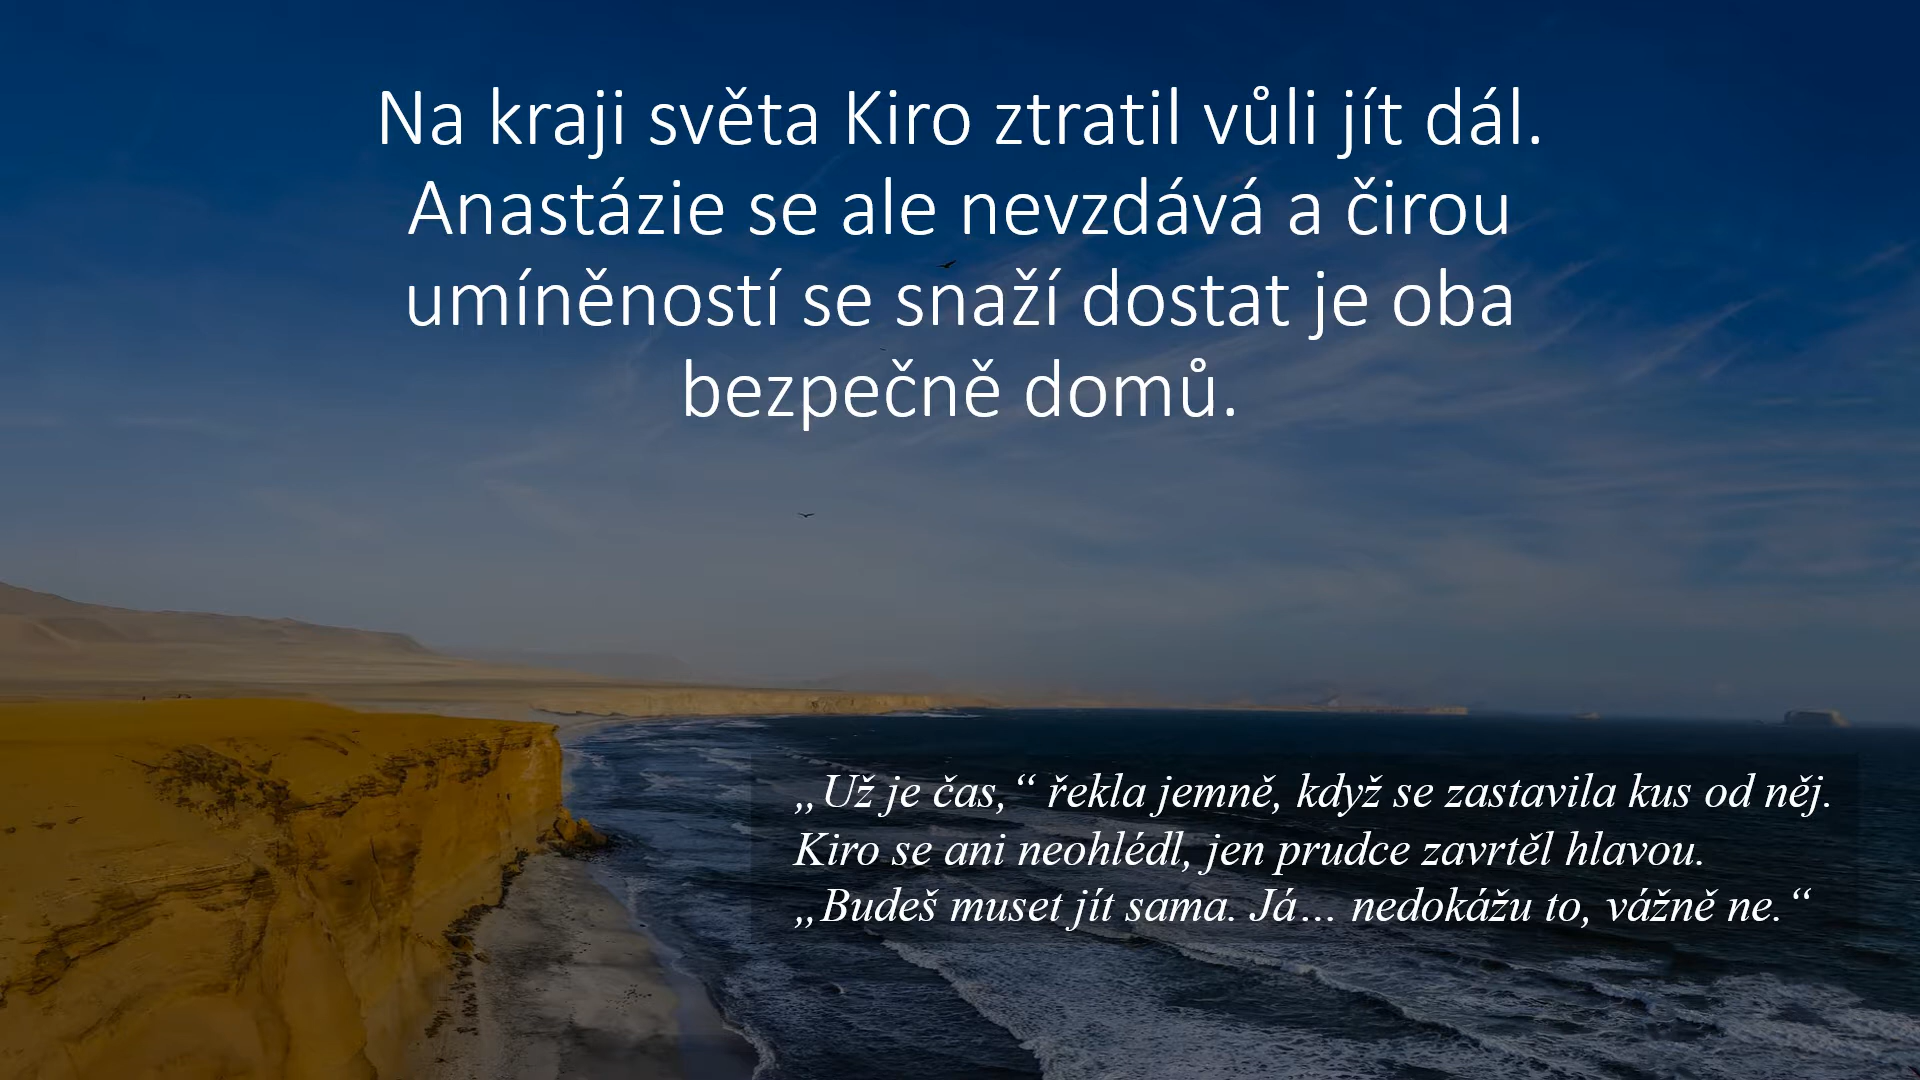 Na kraji světa Kiro ztratil vůli jít dál.
Anastázie se ale nevzdává a čirou
umíněností se snaží dostat je oba
bezpečně domů.
„Už je čas,“ řekla jemně, když se zastavila kus od něj.
Kiro se ani neohlédl, jen prudce zavrtěl hlavou.
„Budeš muset jít sama. Já… nedokážu to, vážně ne.“